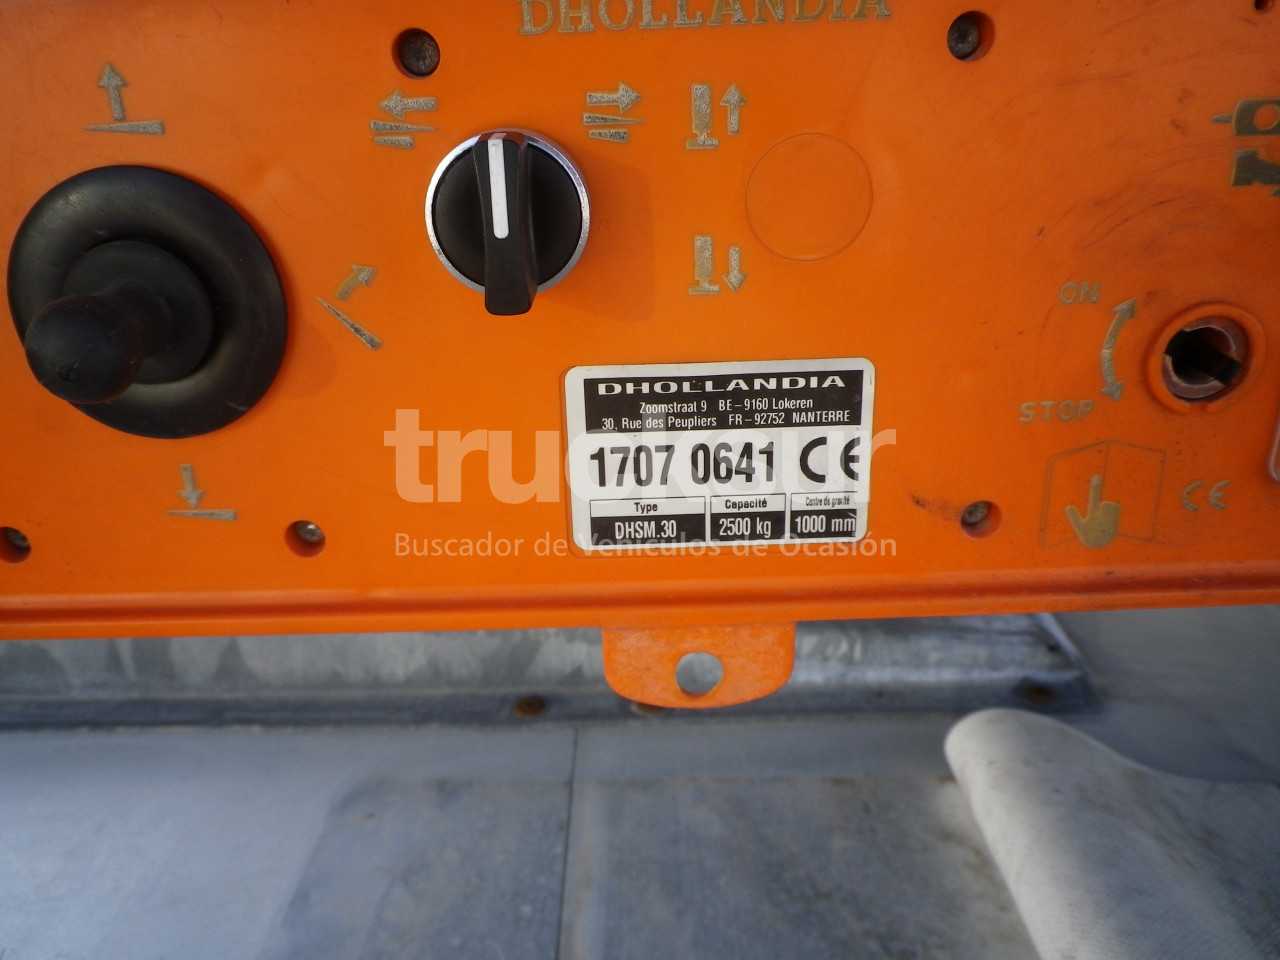 DHOLLANDIA
ON
STOP
DHOLLANDIA
Zoomstraat 9 BE-9160 Lokeren
30, Rue des Peupliers FR-92752 NANTERRE
1707 0641 CE
Type Capacité Centre de gravité
DHSM.30 2500 kg 1000 mm
CE
trucksur
Buscador de Vehículos de Ocasión